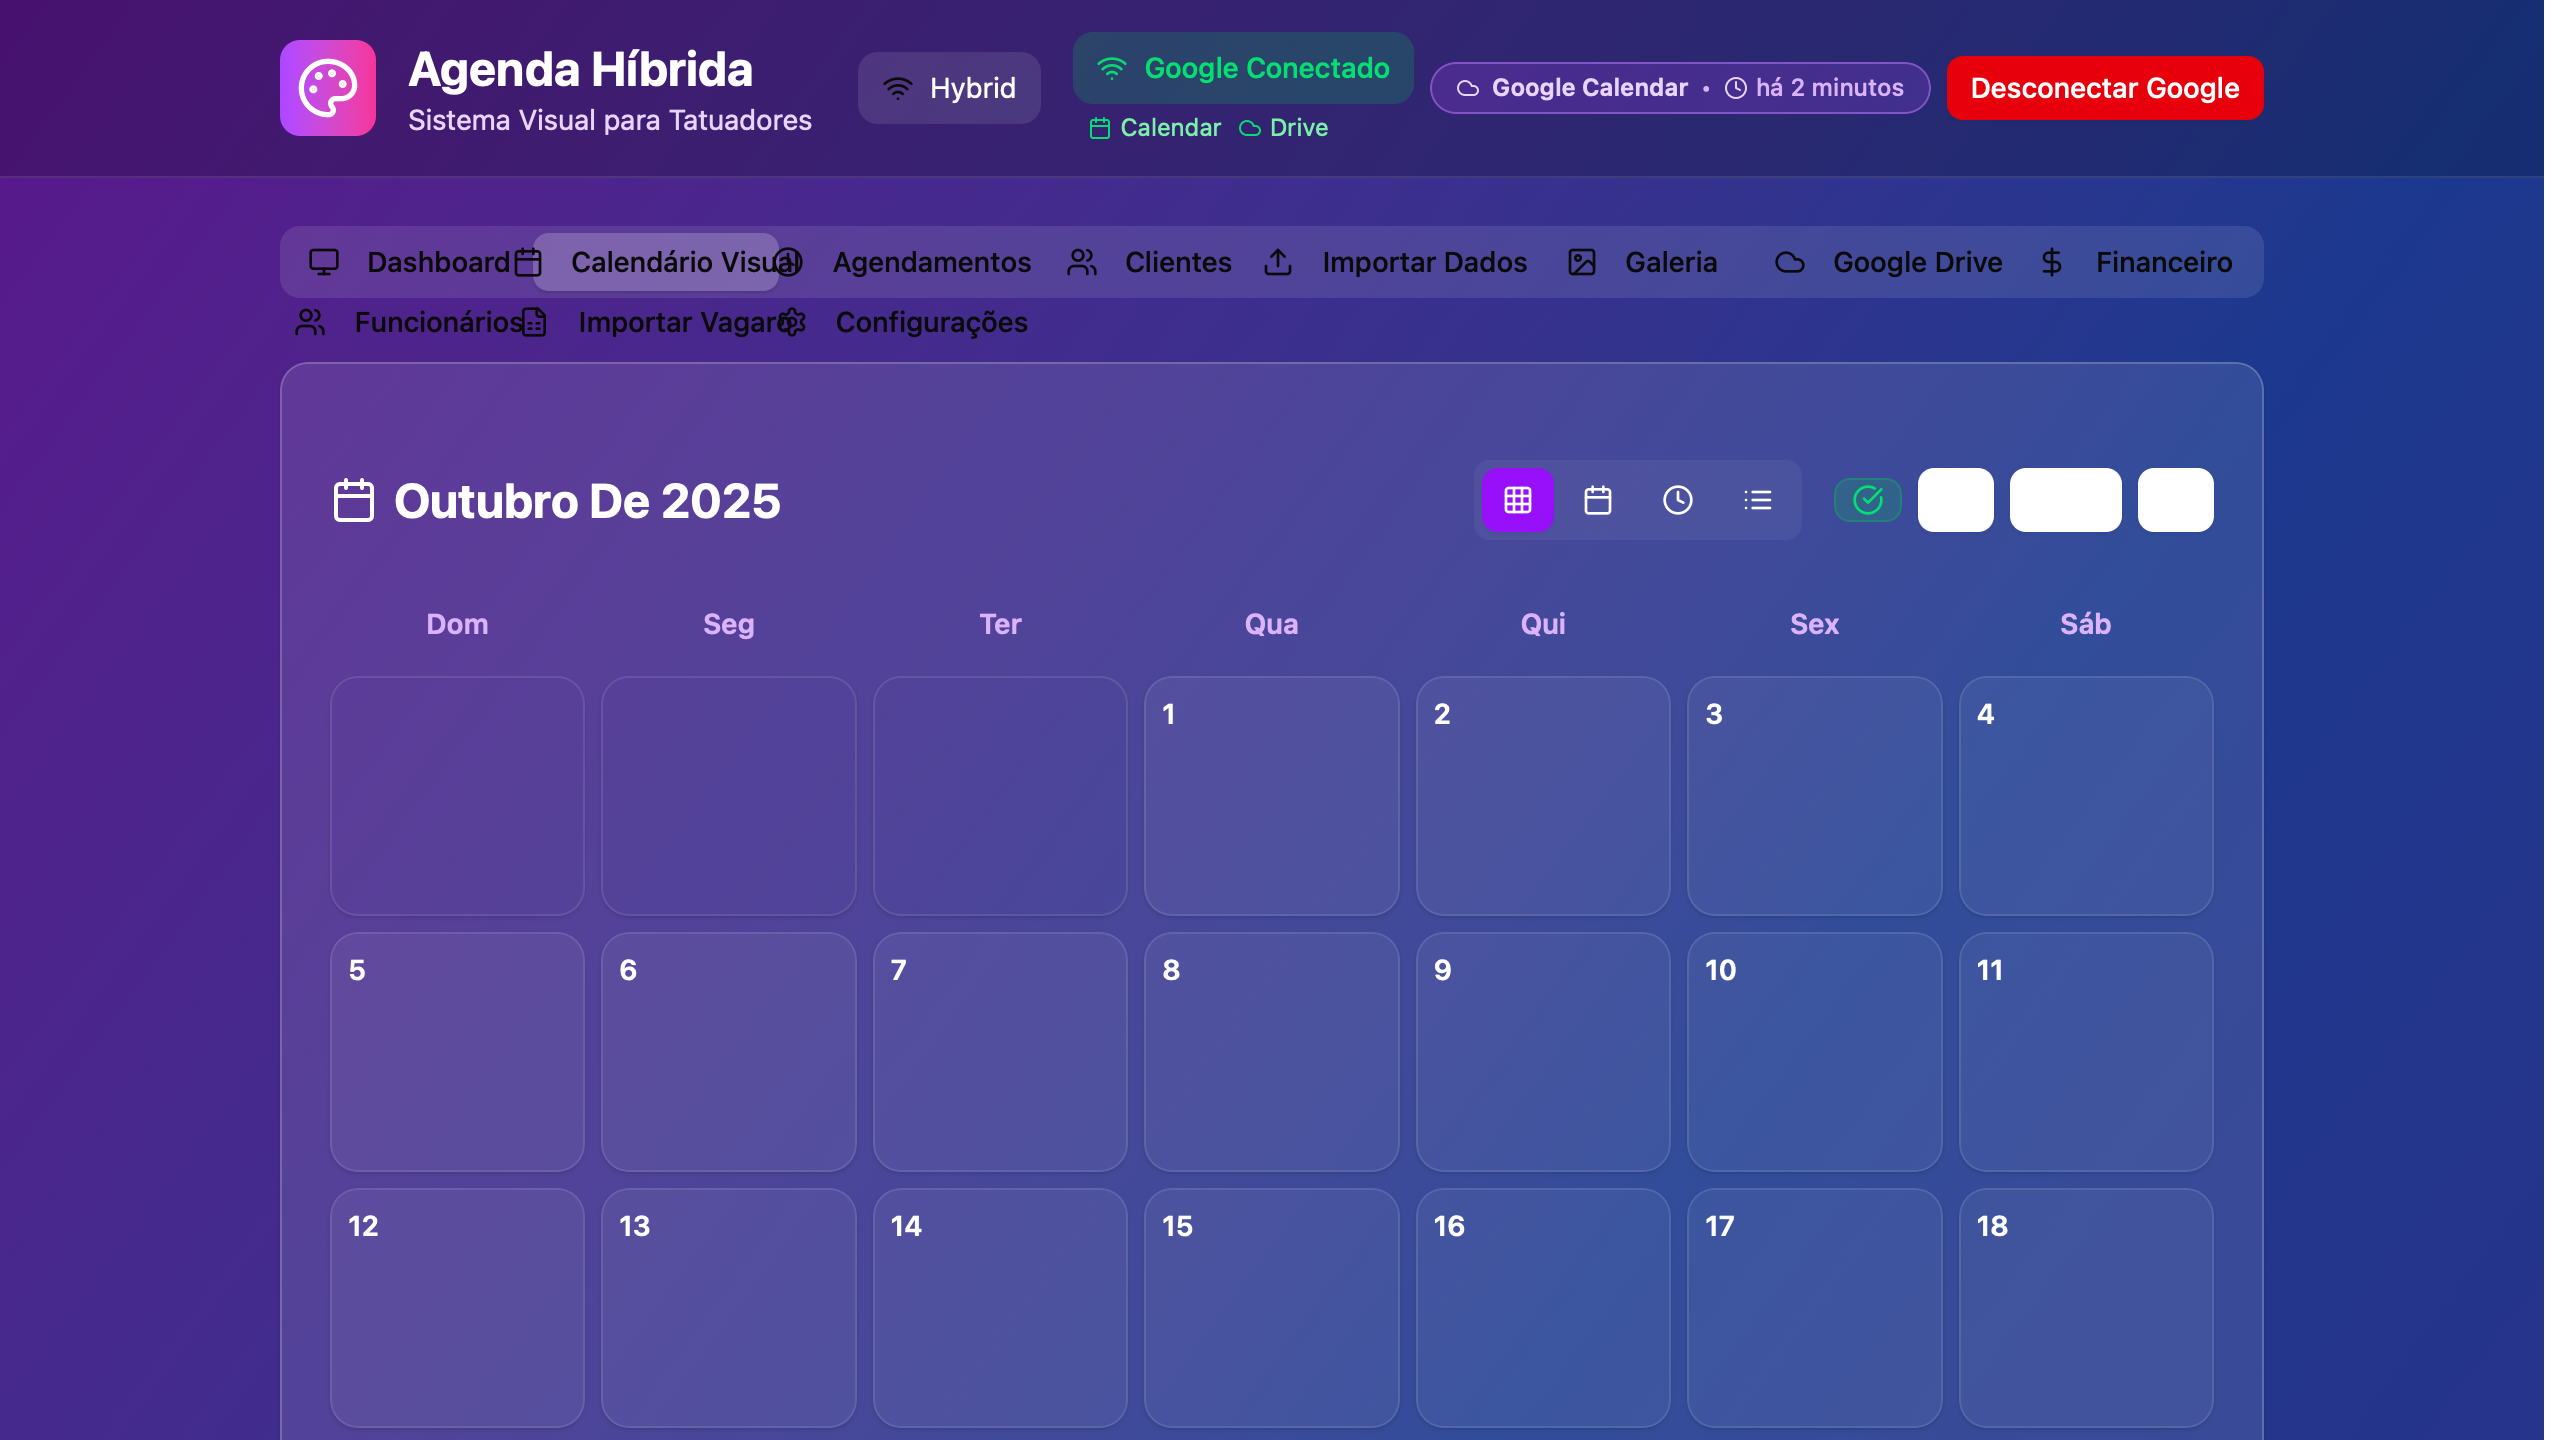 Agenda Híbrida
Sistema Visual para Tatuadores
Hybrid
Google Conectado
Calendar Drive
Google Calendar • há 2 minutos
Desconectar Google
Dashboard Calendário Visual Agendamentos Clientes Importar Dados Galeria Google Drive Financeiro
Funcionários Importar Vagaro Configurações
Outubro De 2025
Dom Seg Ter Qua Qui Sex Sáb
1 2 3 4
5 6 7 8 9 10 11
12 13 14 15 16 17 18